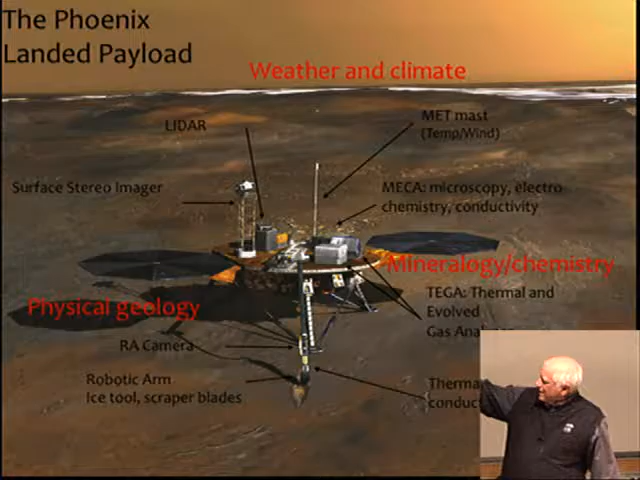 The Phoenix
Landed Payload
Weather and climate
LIDAR
MET mast
(Temp/Wind)
Surface Stereo Imager
MECA: microscopy, electro
chemistry, conductivity
Mineralogy/chemistry
TEGA: Thermal and
Evolved
Gas
Physical geology
RA Camera
Robotic Arm
Ice tool, scraper blades